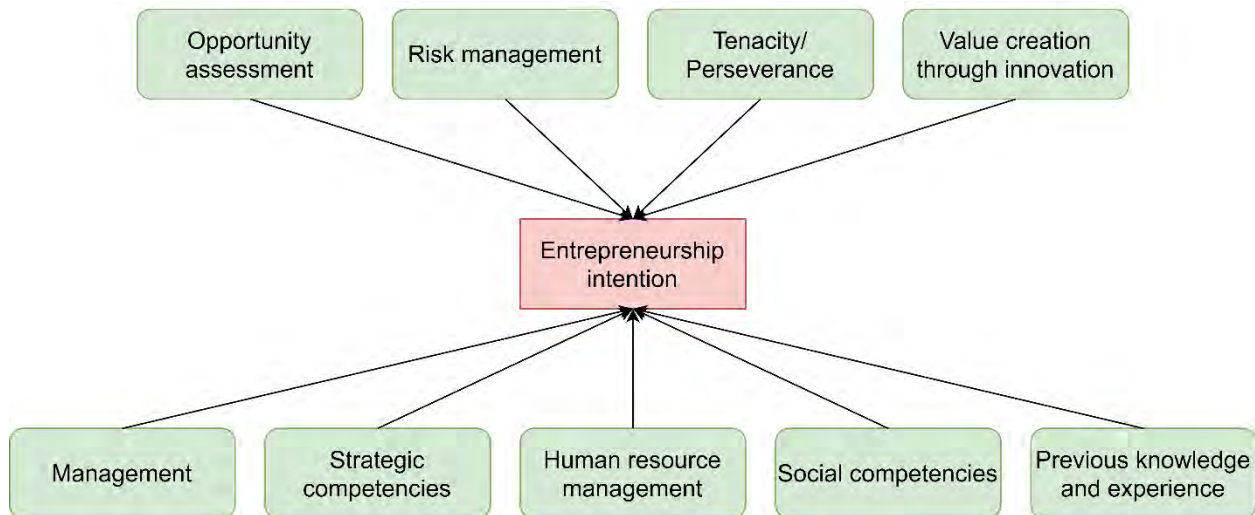 Opportunity
assessment
Risk management
Tenacity/
Perseverance
Value creation
through innovation
Entrepreneurship
intention
Management
Strategic
competencies
Human resource
management
Social competencies
Previous knowledge
and experience